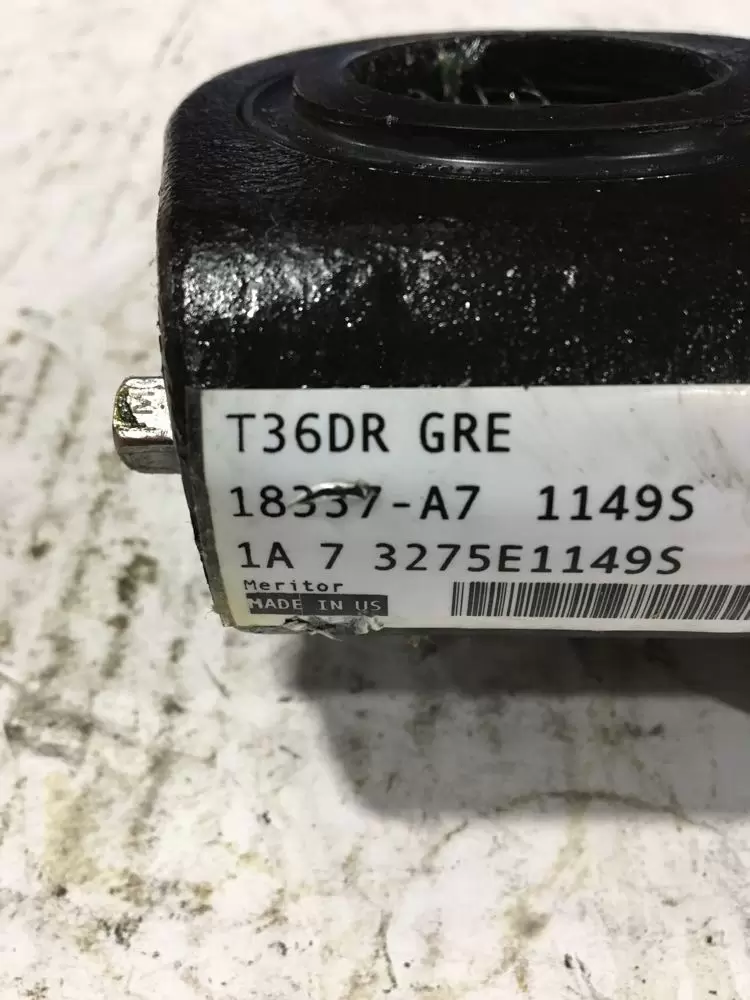 T36DR GRE
18337-A7 1149S
1A 7 3275E1149S
Meritor
MADE IN US